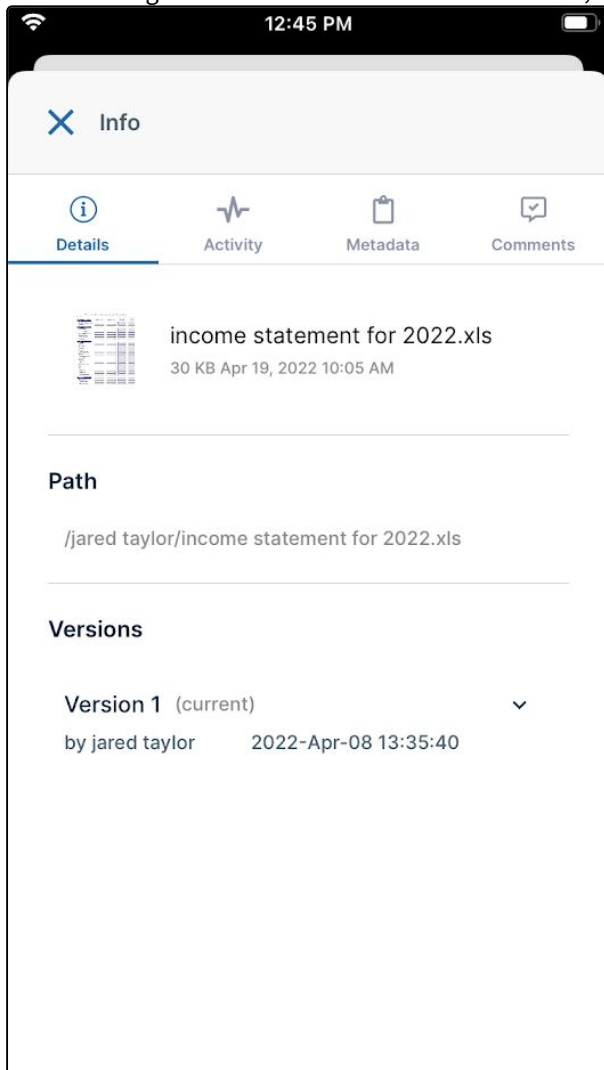 12:45 PM
Info
Details Activity Metadata Comments
income statement for 2022.xls
30 KB Apr 19, 2022 10:05 AM
Path
/jared taylor/income statement for 2022.xls
Versions
Version 1 (current)
by jared taylor 2022-Apr-08 13:35:40